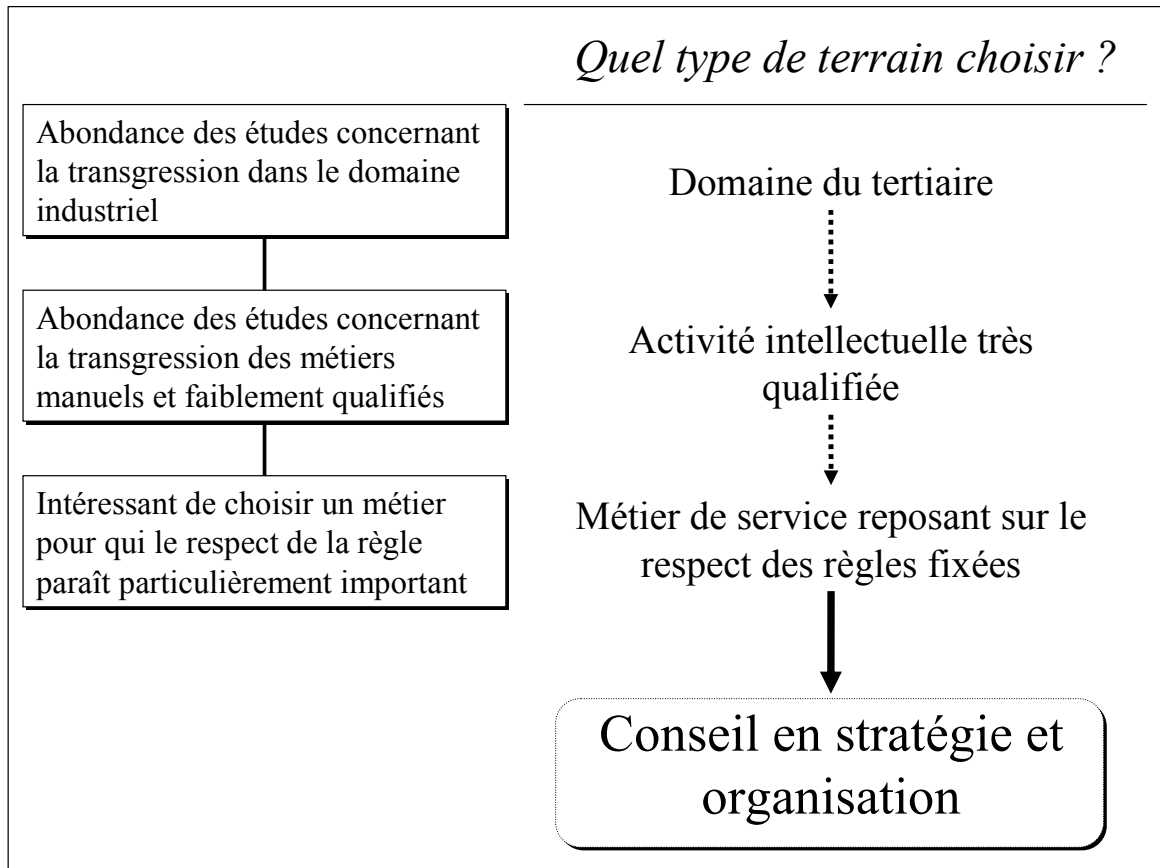 Quel type de terrain choisir ?
Abondance des études concernant
la transgression dans le domaine
industriel
Domaine du tertiaire
Abondance des études concernant
la transgression des métiers
manuels et faiblement qualifiés
Activité intellectuelle très
qualifiée
Intéressant de choisir un métier
pour qui le respect de la règle
paraît particulièrement important
Métier de service reposant sur le
respect des règles fixées
Conseil en stratégie et
organisation